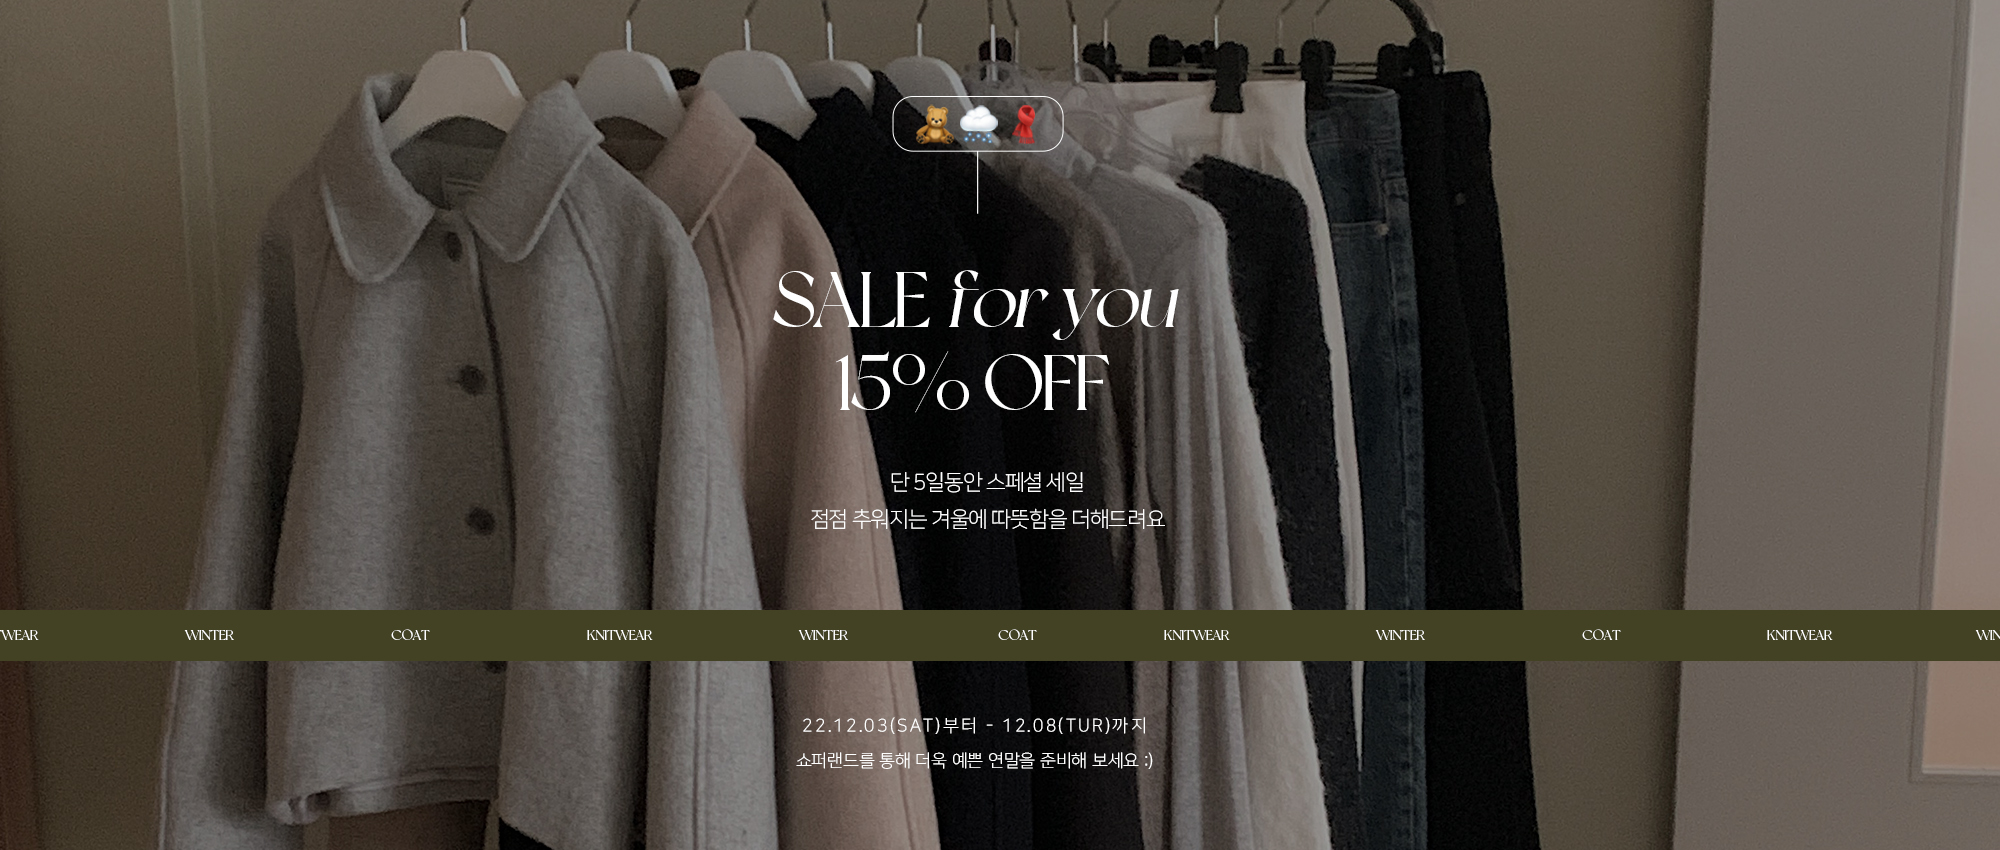 SALE for you
15% OFF
단 5일동안 스페셜 세일
점점 추워지는 겨울에 따뜻함을 더해드려요
WEAR WINTER COAT KNITWEAR WINTER COAT KNITWEAR WINTER COAT KNITWEAR WIN
22.12.03(SAT)부터 - 12.08(TUR)까지
쇼퍼랜드를 통해 더욱 예쁜 연말을 준비해 보세요 :)